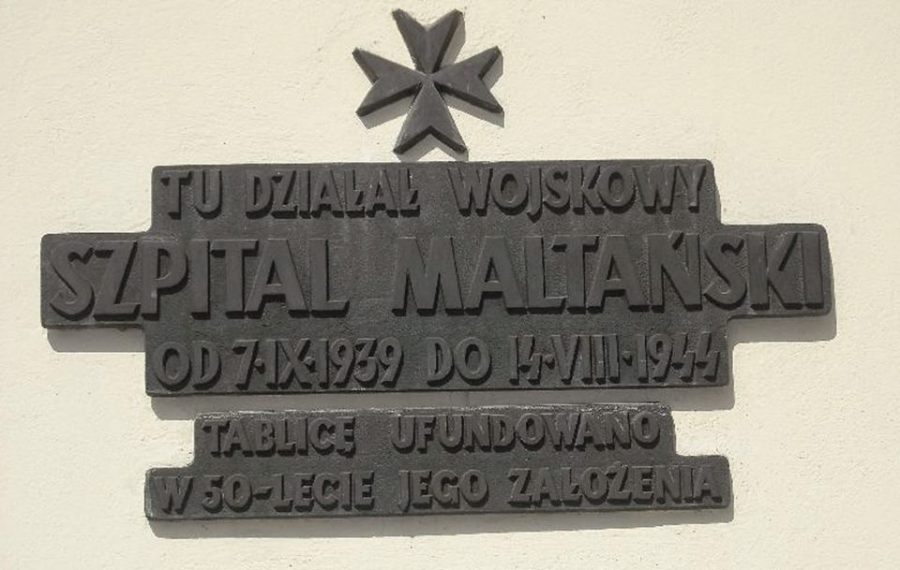 TU DZIAŁAŁ WOJSKOWY
SZPITAL MALTAŃSKI
OD 7·IX·1939 DO 14·VIII·1944
TABLICĘ UFUNDOWANO
W 50-LECIE JEGO ZAŁOŻENIA